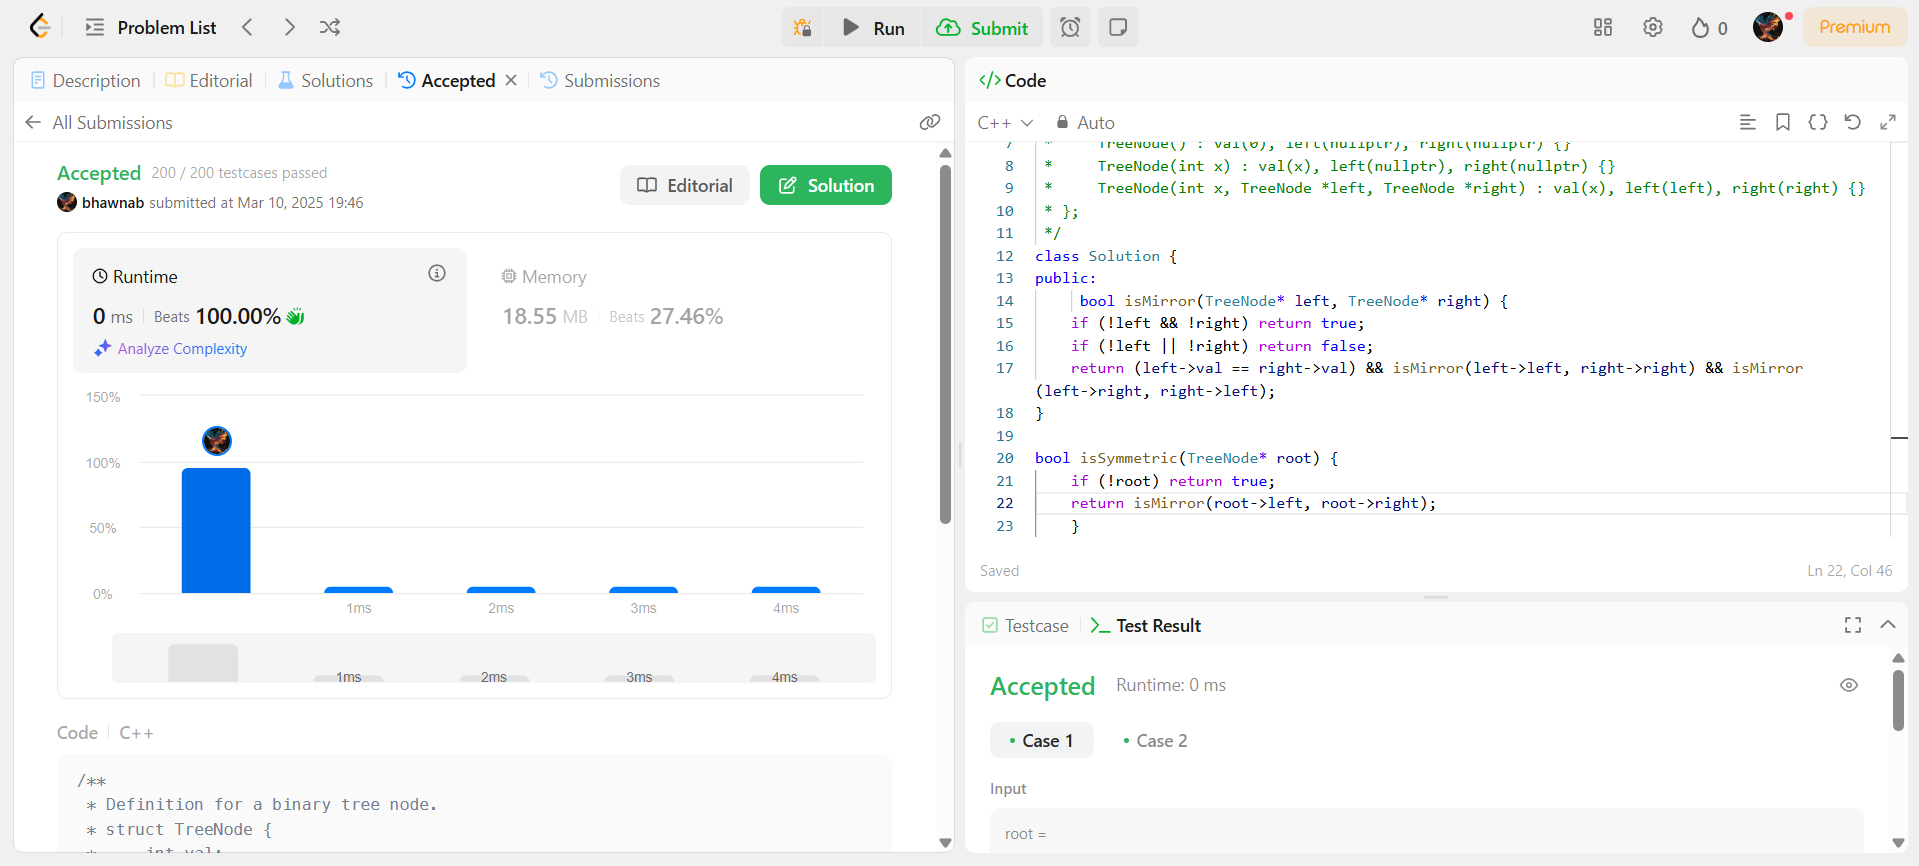 Problem List
Run
Submit
0
Premium
Description
Editorial
Solutions
Accepted
Submissions
All Submissions
Accepted 200 / 200 testcases passed
bhawnab submitted at Mar 10, 2025 19:46
Editorial
Solution
Runtime
0 ms Beats 100.00%
Analyze Complexity
Memory
18.55 MB Beats 27.46%
150%
100%
50%
0%
1ms 2ms 3ms 4ms
1ms 2ms 3ms 4ms
Code C++
/**
* Definition for a binary tree node.
* struct TreeNode {
* int val;
</> Code
C++ Auto
7 * TreeNode() : val(0), left(nullptr), right(nullptr) {}
8 * TreeNode(int x) : val(x), left(nullptr), right(nullptr) {}
9 * TreeNode(int x, TreeNode *left, TreeNode *right) : val(x), left(left), right(right) {}
10 * };
11 */
12 class Solution {
13 public:
14 bool isMirror(TreeNode* left, TreeNode* right) {
15 if (!left && !right) return true;
16 if (!left || !right) return false;
17 return (left->val == right->val) && isMirror(left->left, right->right) && isMirror
(left->right, right->left);
18 }
19
20 bool isSymmetric(TreeNode* root) {
21 if (!root) return true;
22 return isMirror(root->left, root->right);
23 }
Saved
Ln 22, Col 46
Testcase
Test Result
Accepted Runtime: 0 ms
Case 1
Case 2
Input
root =